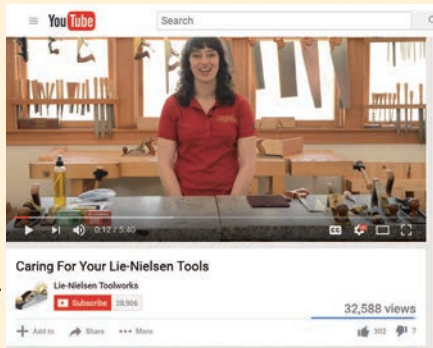 YouTube
Search
0:12 / 5:40
CC
Caring For Your Lie-Nielsen Tools
Lie-Nielsen Toolworks
Subscribe 28,906
32,588 views
Add to Share More
302 7